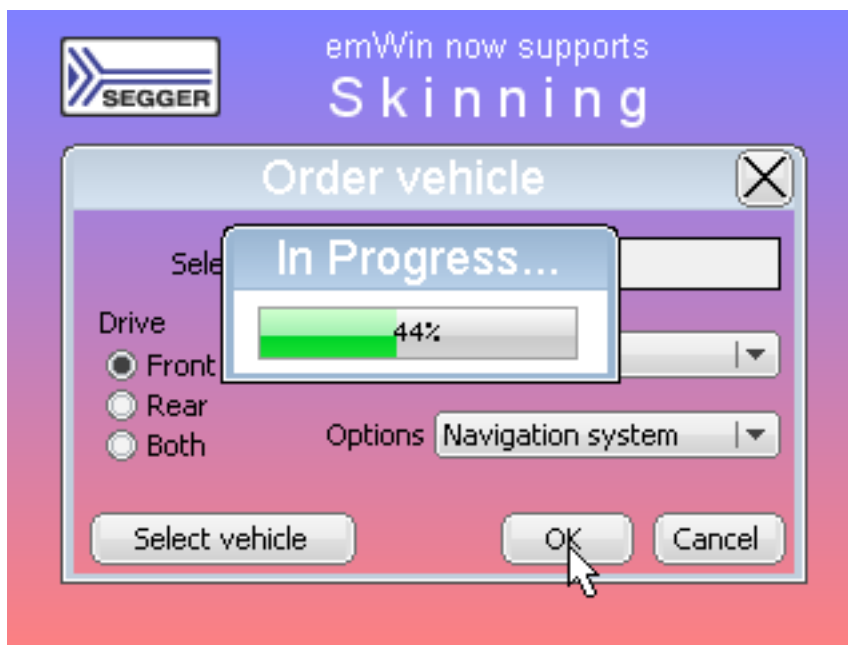 SEGGER
emWin now supports
Skinning
Order vehicle
In Progress...
44%
Drive
Front
Rear
Both
Options
Navigation system
Select vehicle
OK
Cancel